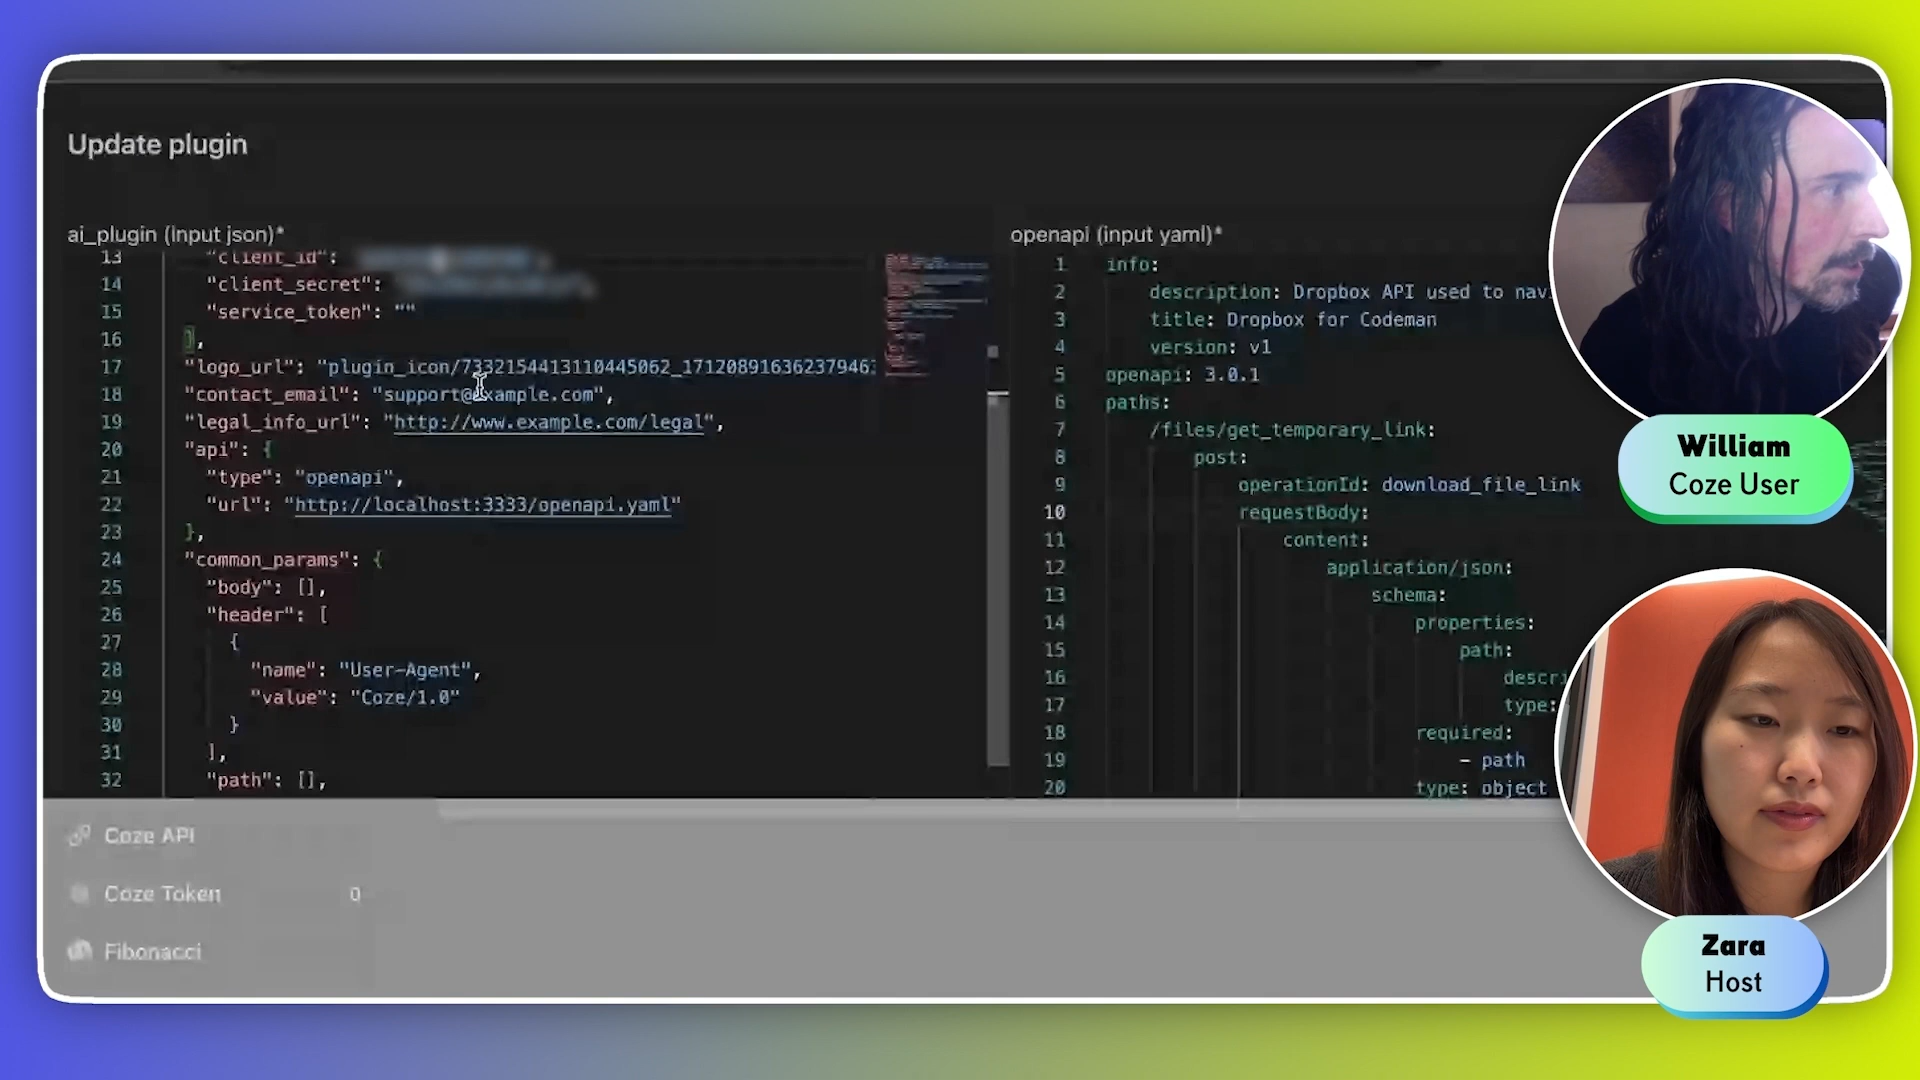 Update plugin
ai_plugin (input json)*
13 "client_id":
14 "client_secret":
15 "service_token": ""
16 },
17 "logo_url": "plugin_icon/7332154413110445062_171208916362379463
18 "contact_email": "support@example.com",
19 "legal_info_url": "http://www.example.com/legal",
20 "api": {
21 "type": "openapi",
22 "url": "http://localhost:3333/openapi.yaml"
23 },
24 "common_params": {
25 "body": [],
26 "header": [
27 {
28 "name": "User-Agent",
29 "value": "Coze/1.0"
30 }
31 ],
32 "path": [],
openapi (input yaml)*
1 info:
2 description: Dropbox API used to navi
3 title: Dropbox for Codeman
4 version: v1
5 openapi: 3.0.1
6 paths:
7 /files/get_temporary_link:
8 post:
9 operationId: download_file_link
10 requestBody:
11 content:
12 application/json:
13 schema:
14 properties:
15 path:
16 descri
17 type:
18 required:
19 - path
20 type: object
Coze API
Coze Token 0
Fibonacci
William
Coze User
Zara
Host